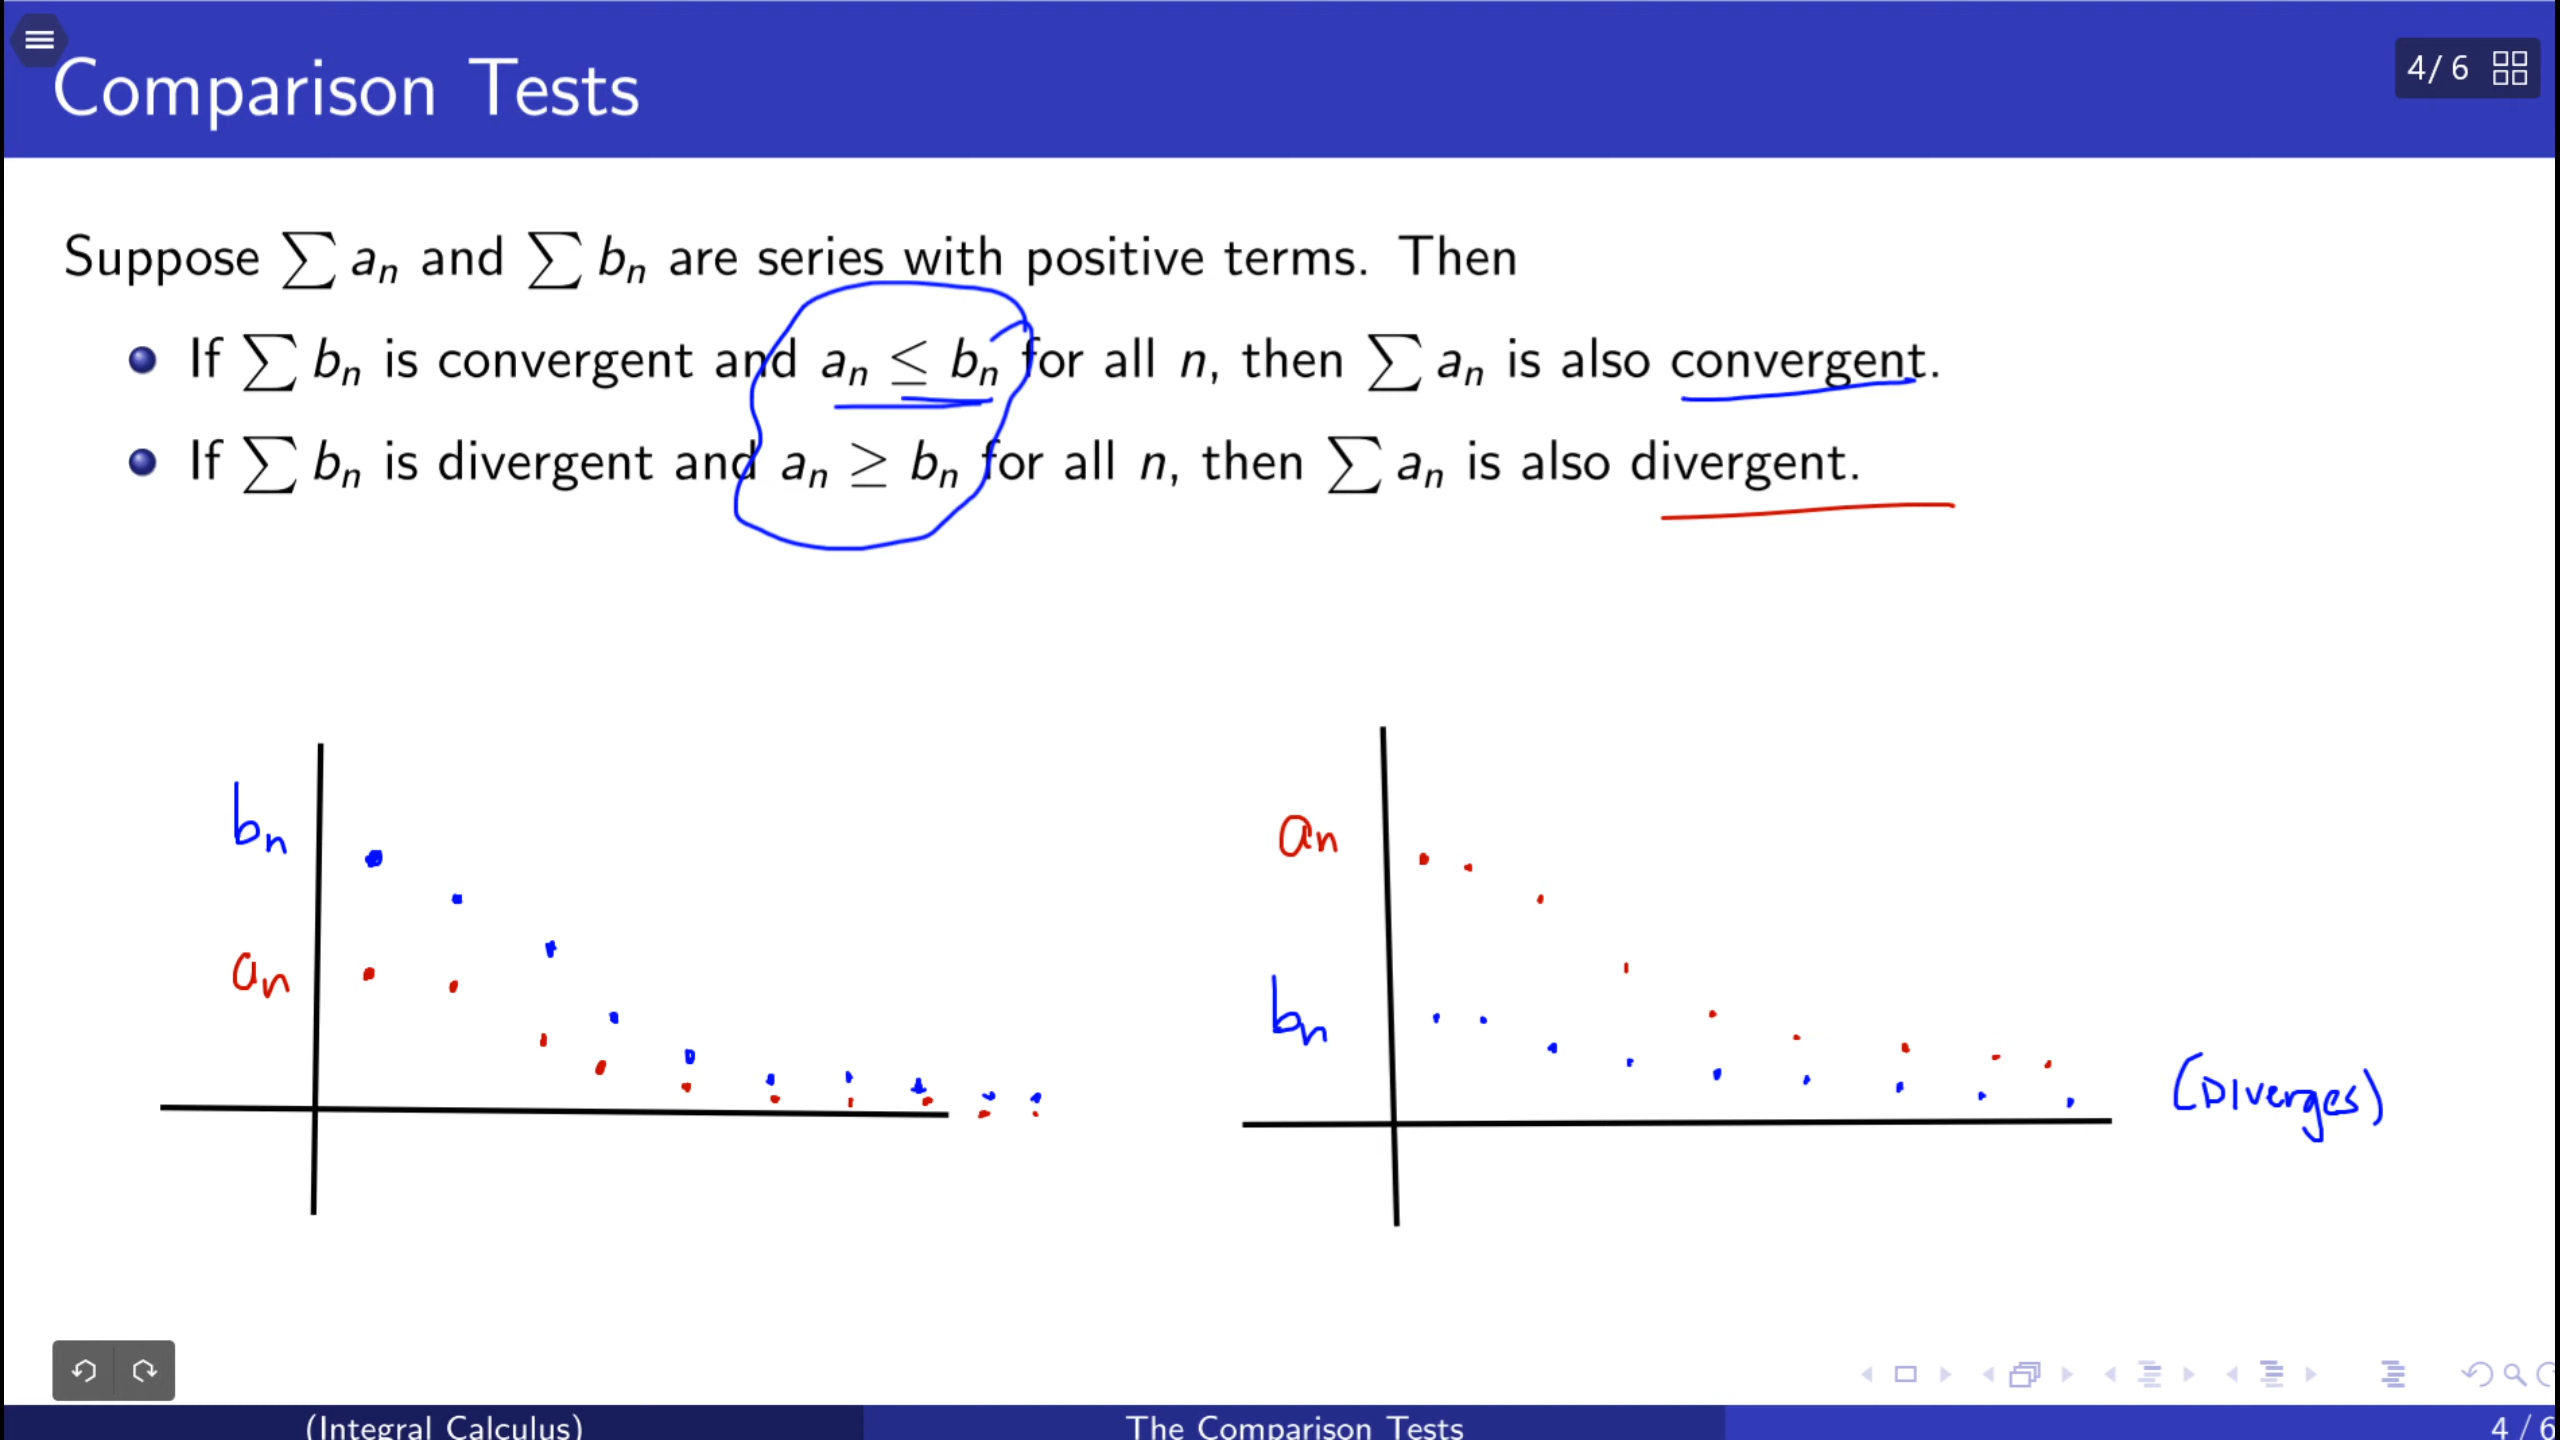 Comparison Tests
4/ 6
Suppose ∑ aₙ and ∑ bₙ are series with positive terms. Then
If ∑ bₙ is convergent and aₙ ≤ bₙ for all n, then ∑ aₙ is also convergent.
If ∑ bₙ is divergent and aₙ ≥ bₙ for all n, then ∑ aₙ is also divergent.
bₙ
aₙ
aₙ
bₙ
(Diverges)
(Integral Calculus)
The Comparison Tests
4 / 6